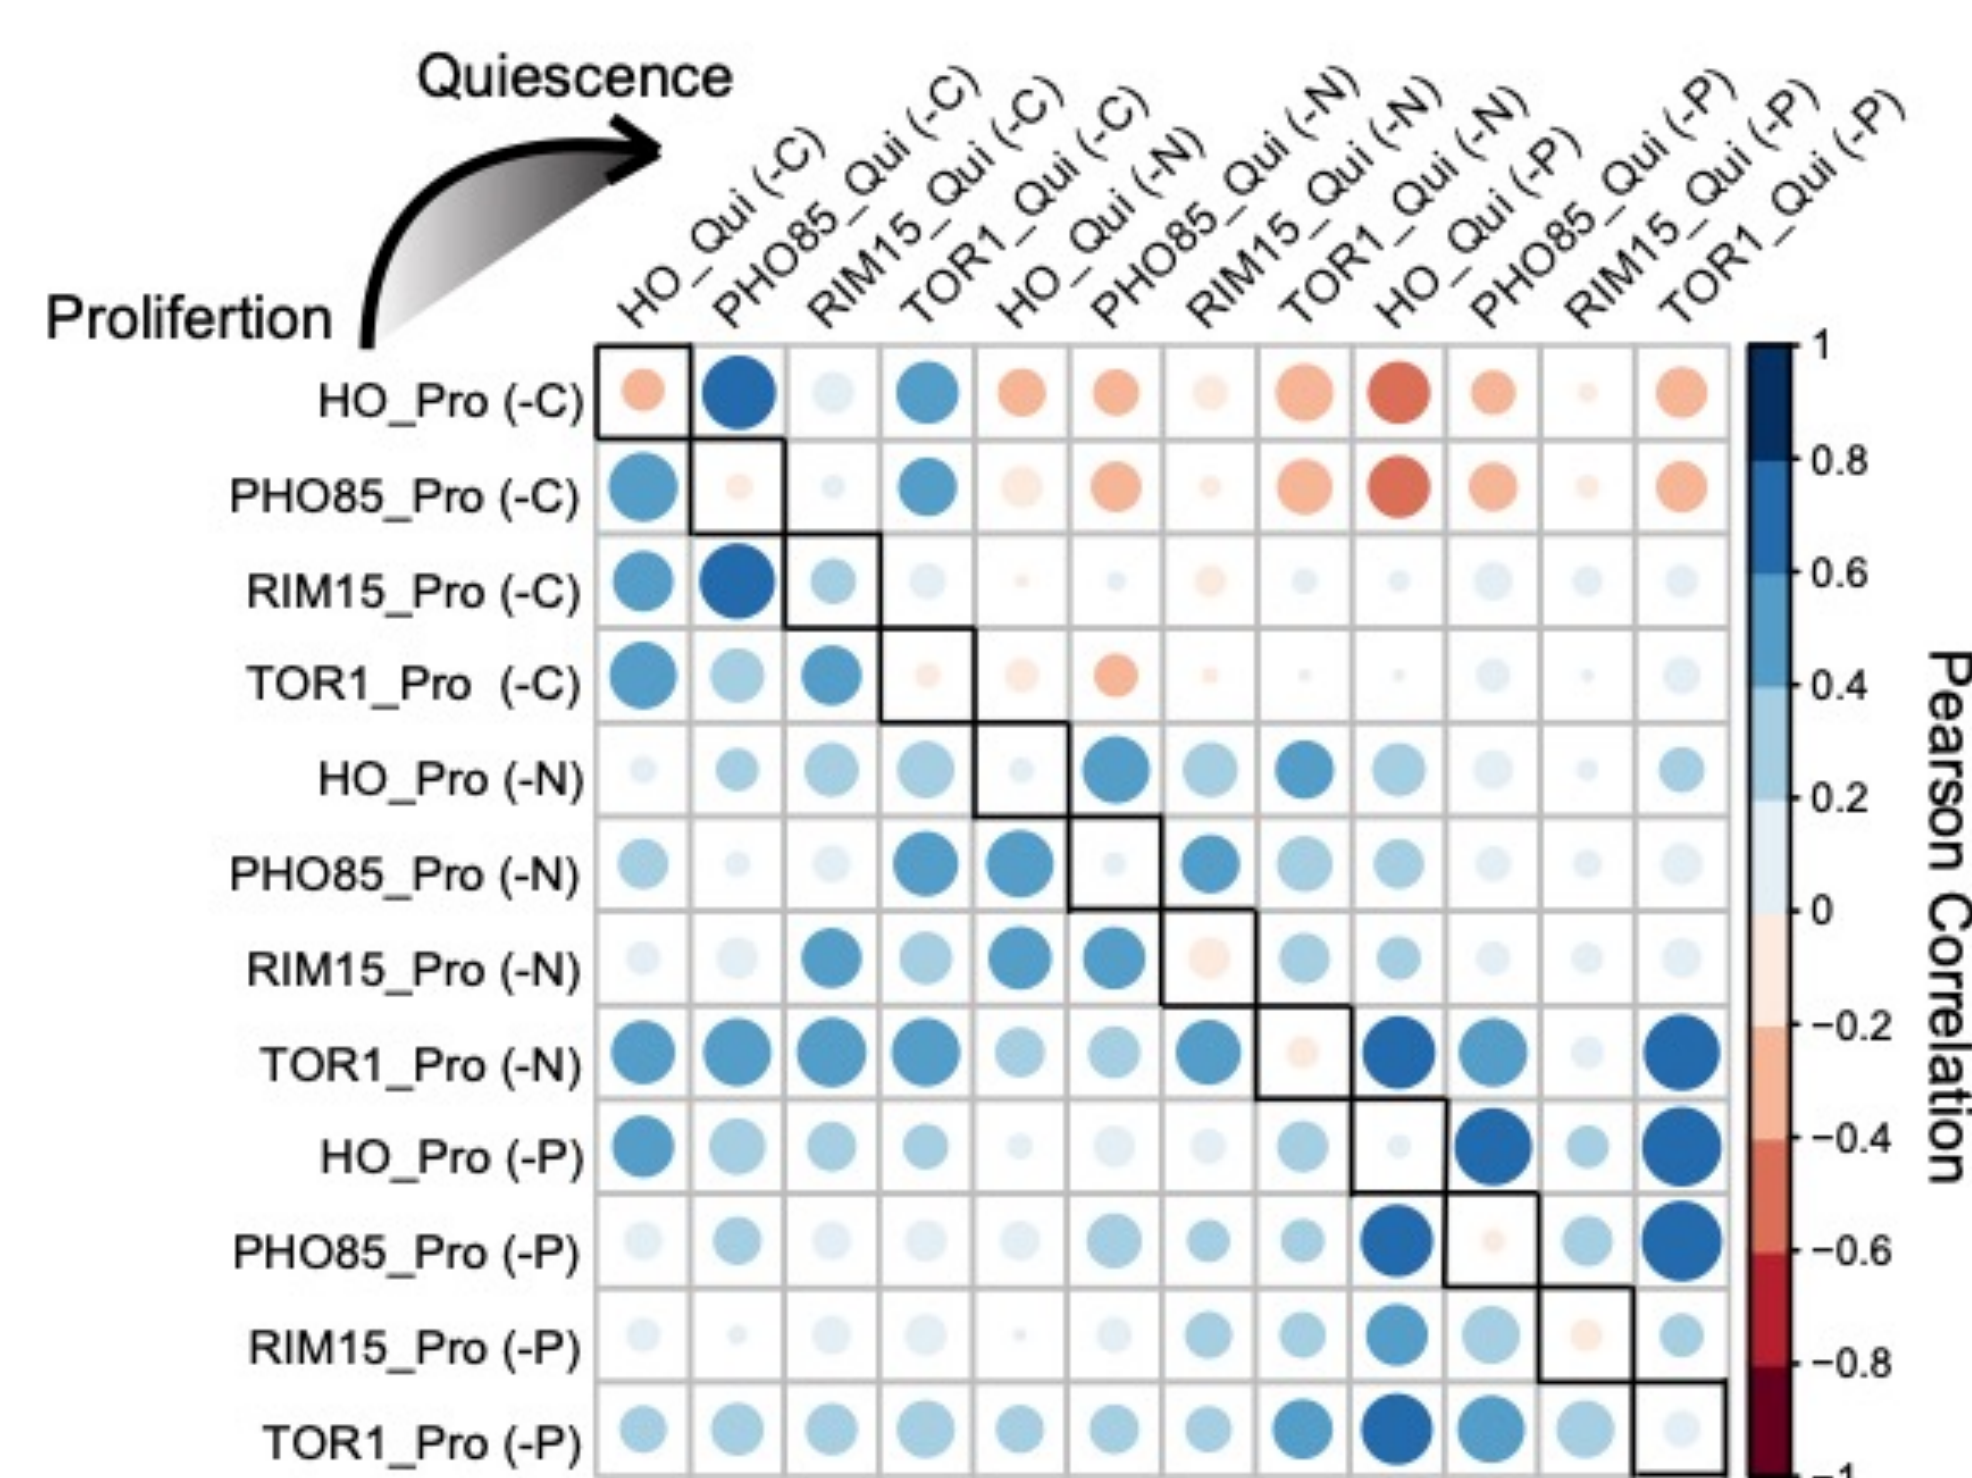 Quiescence
Prolifertion
HO_Qui (-C)
PHO85_Qui (-C)
RIM15_Qui (-C)
TOR1_Qui (-C)
HO_Qui (-N)
PHO85_Qui (-N)
RIM15_Qui (-N)
TOR1_Qui (-N)
HO_Qui (-P)
PHO85_Qui (-P)
RIM15_Qui (-P)
TOR1_Qui (-P)
HO_Pro (-C)
PHO85_Pro (-C)
RIM15_Pro (-C)
TOR1_Pro (-C)
HO_Pro (-N)
PHO85_Pro (-N)
RIM15_Pro (-N)
TOR1_Pro (-N)
HO_Pro (-P)
PHO85_Pro (-P)
RIM15_Pro (-P)
TOR1_Pro (-P)
1
0.8
0.6
0.4
0.2
0
−0.2
−0.4
−0.6
−0.8
−1
Pearson Correlation